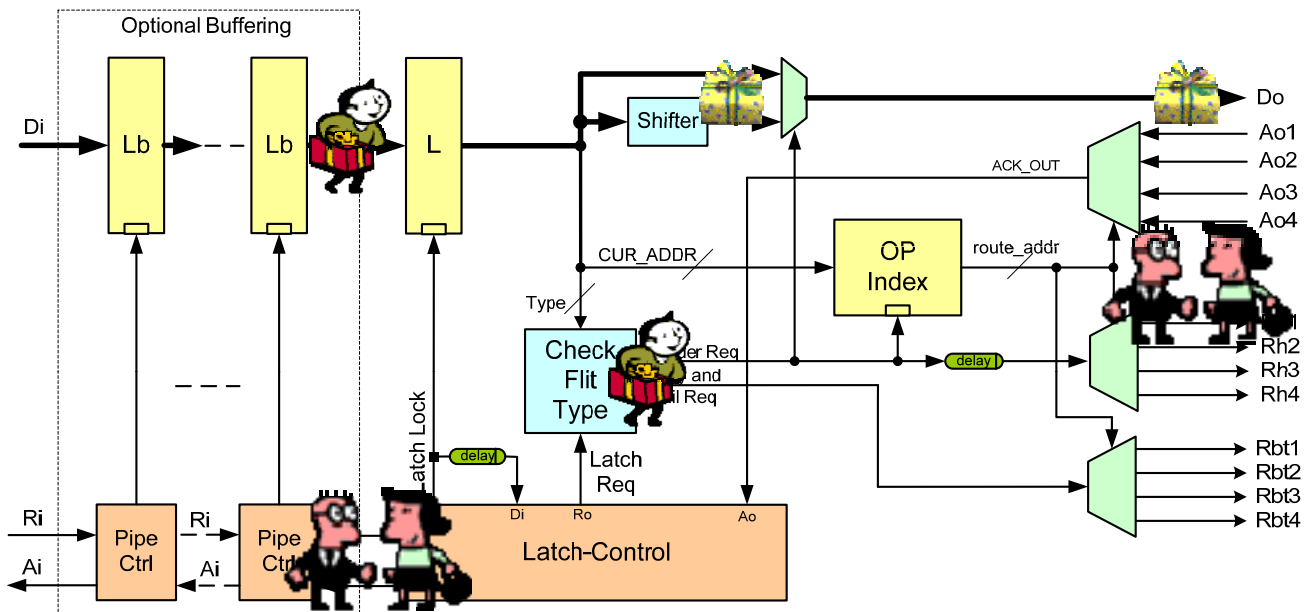 Optional Buffering
Di
Lb
Lb
L
Shifter
Do
Ao1
Ao2
Ao3
Ao4
ACK_OUT
CUR_ADDR
OP
Index
route_addr
Type
Check
Flit
Type
Req
and
Req
delay
Rh2
Rh3
Rh4
Latch Lock
delay
Latch
Req
Rbt1
Rbt2
Rbt3
Rbt4
Ri
Ai
Pipe
Ctrl
Ri
Ai
Pipe
Ctrl
Di
Ro
Ao
Latch-Control